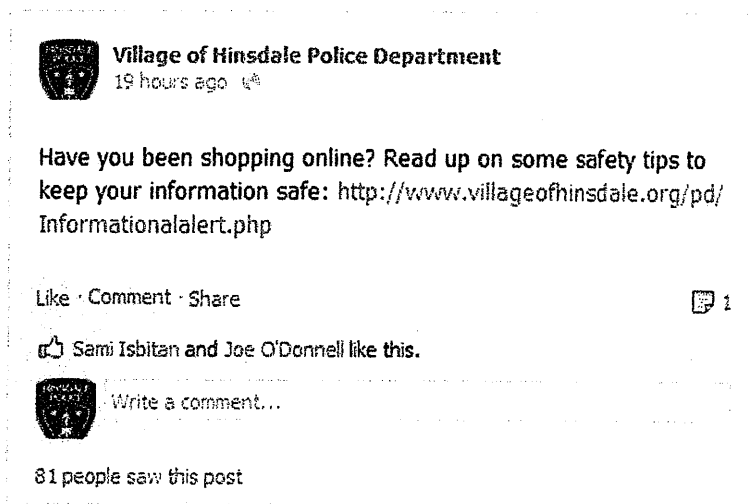 Village of Hinsdale Police Department
19 hours ago
Have you been shopping online? Read up on some safety tips to
keep your information safe: http://www.villageofhinsdale.org/pd/
Informationalalert.php
Like · Comment · Share
1
Sami Isbitan and Joe O'Donnell like this.
Write a comment...
81 people saw this post